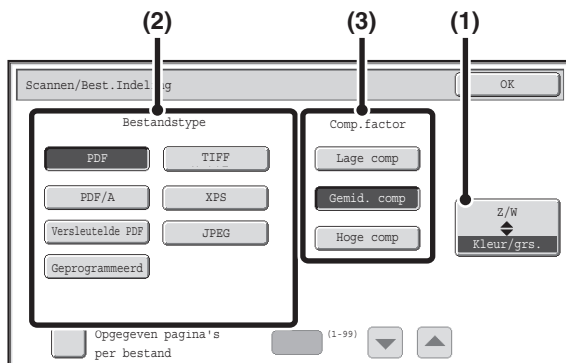 (2) (3) (1)
Scannen/Best.Indeling OK
Bestandstype Comp.factor
PDF TIFF Lage comp
PDF/A XPS Gemid. comp Z/W
Versleutelde PDF JPEG Hoge comp Kleur/grs.
Geprogrammeerd
Opgegeven pagina's (1-99)
per bestand